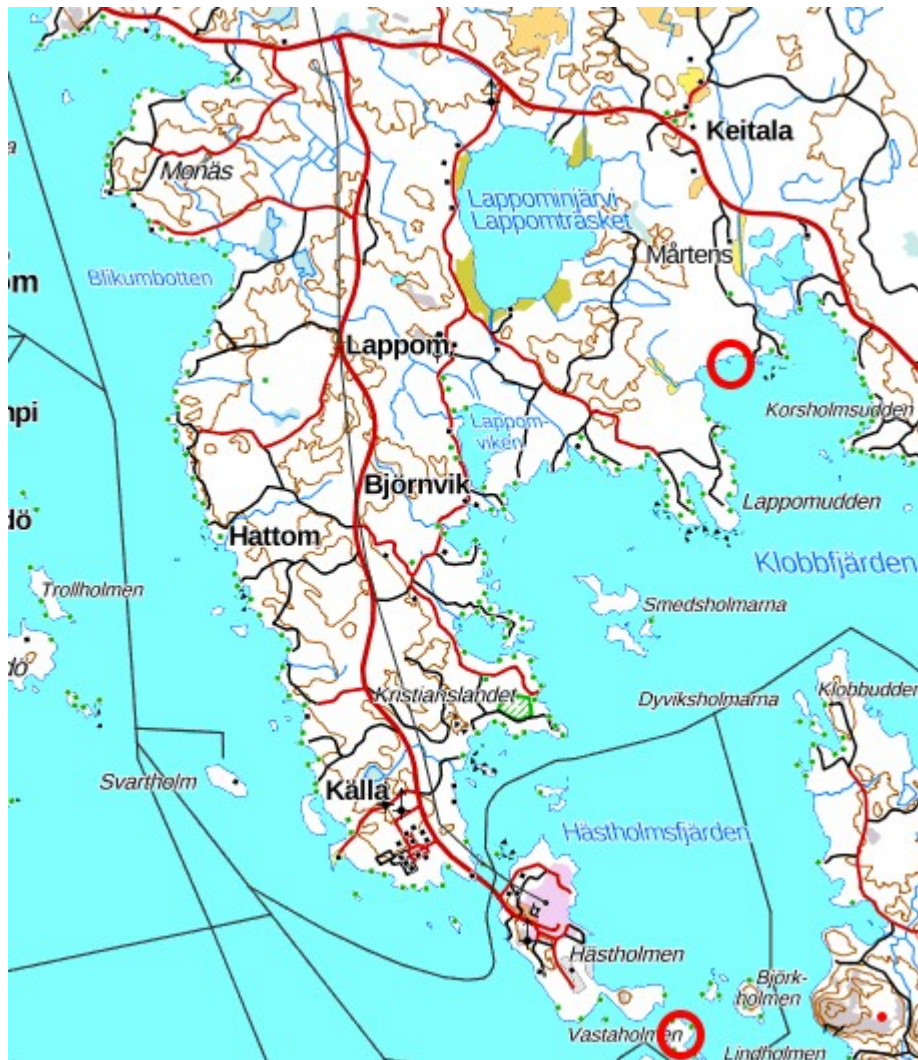 Keitala
Monäs
Lappominjärvi
Lappomträsket
Mårtens
Blikumbotten
om
Lappom
mpi
Korsholmsudden
Lappom-
viken
Björnvik
Lappomudden
dö
Hattom
Klobbfjärden
Trollholmen
Smedsholmarna
dö
Kristianslandet
Dyviksholmarna
Klobbudden
Svartholm
Källa
Hästholmsfjärden
Hästholmen
Björk-
holmen
Vastaholmen
Lindholmen